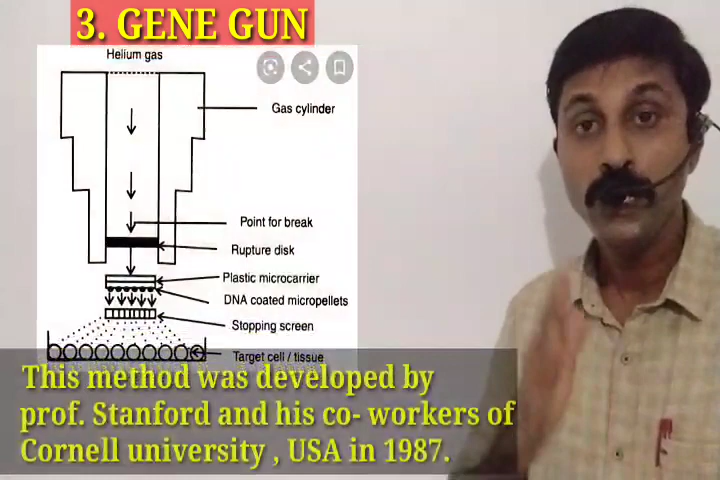 3. GENE GUN
Helium gas
Gas cylinder
Point for break
Rupture disk
Plastic microcarrier
DNA coated micropellets
Stopping screen
Target cell / tissue
This method was developed by
prof. Stanford and his co- workers of
Cornell university , USA in 1987.